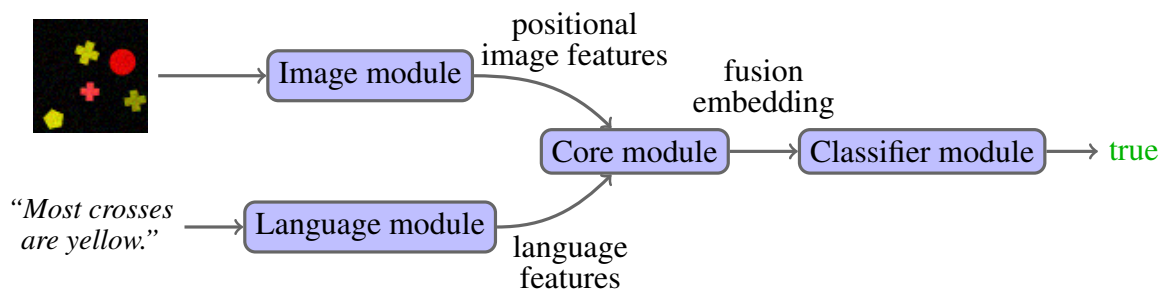 positional
image features
Image module
fusion
embedding
Core module
Classifier module
true
“Most crosses
are yellow.”
Language module
language
features